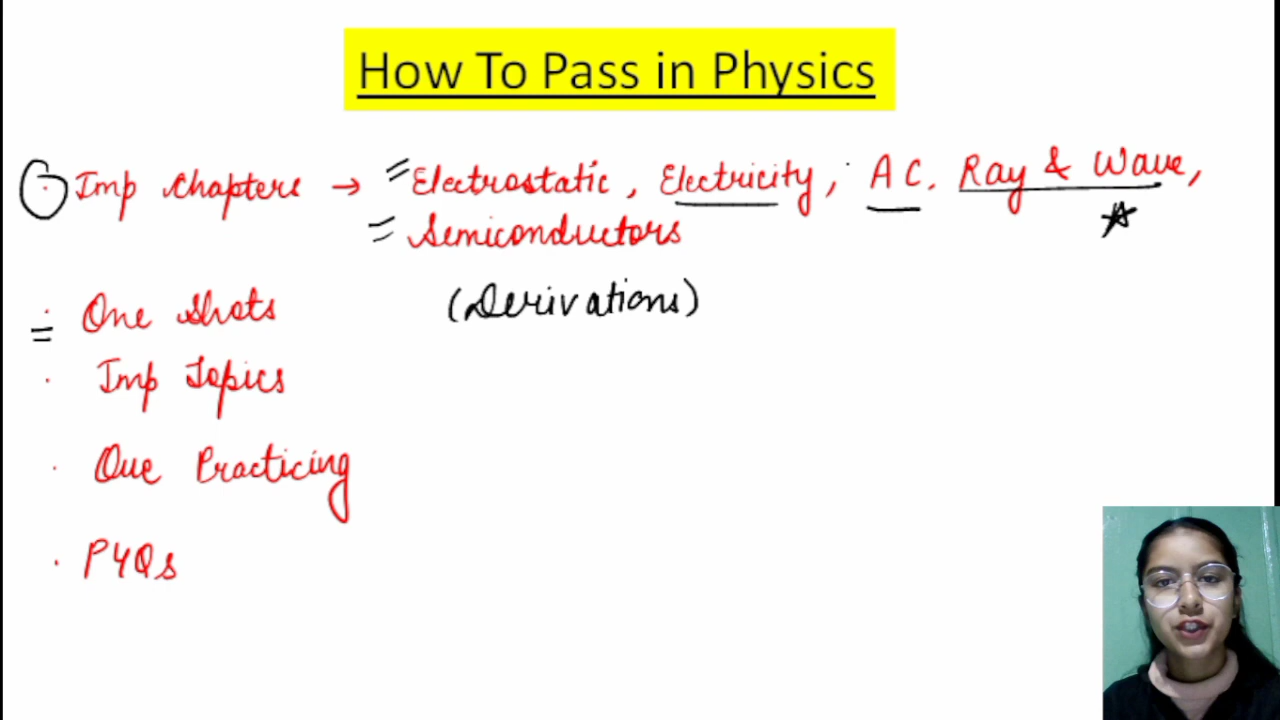 How To Pass in Physics
· Imp Chapters → Electrostatic, Electricity, AC. Ray & Wave,
Semiconductors
(Derivations)
· One Shots
· Imp Topics
· Que Practicing
· PYQs